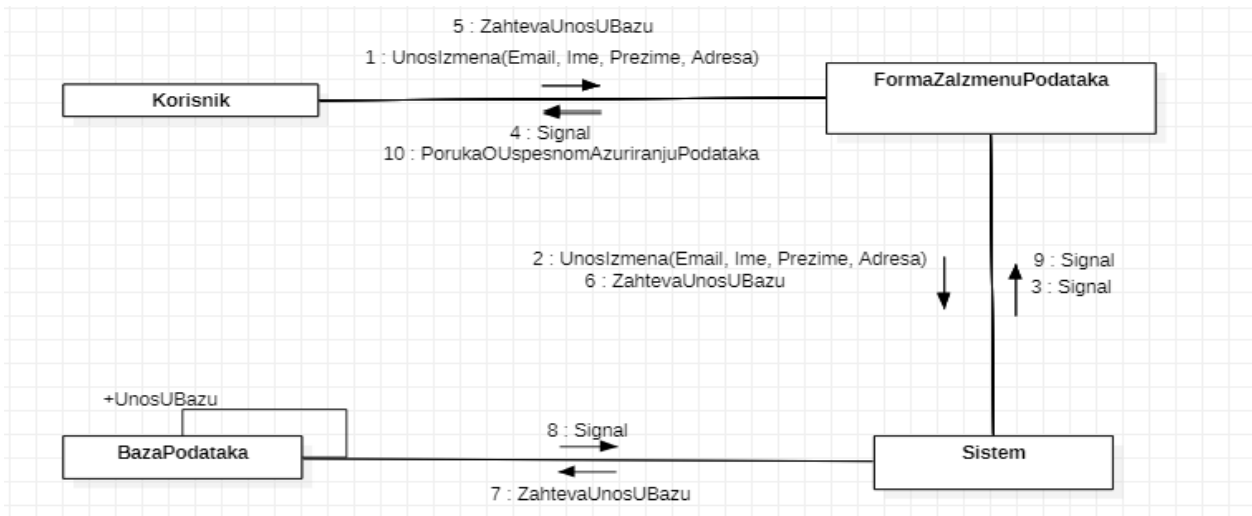 5 : ZahtevaUnosUBazu
1 : UnosIzmena(Email, Ime, Prezime, Adresa)
Korisnik
FormaZaIzmenuPodataka
4 : Signal
10 : PorukaOUspesnomAzuriranjuPodataka
2 : UnosIzmena(Email, Ime, Prezime, Adresa)
6 : ZahtevaUnosUBazu
9 : Signal
3 : Signal
+UnosUBazu
BazaPodataka
8 : Signal
7 : ZahtevaUnosUBazu
Sistem